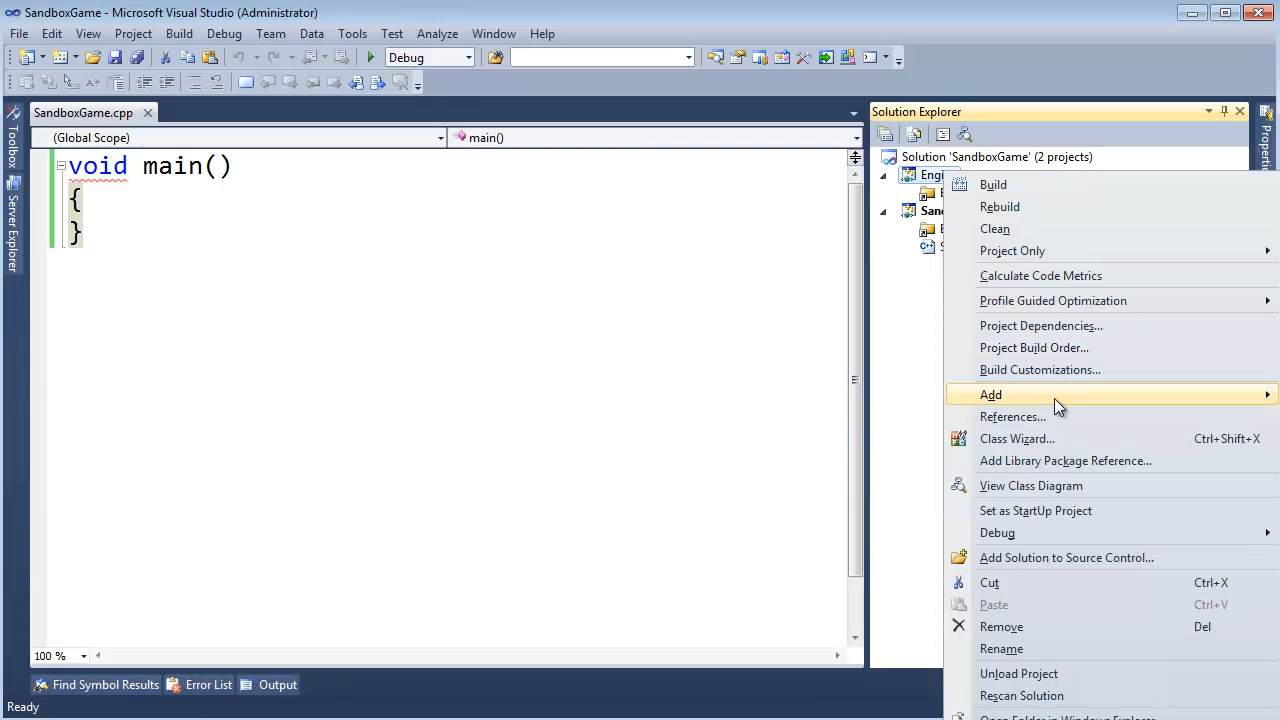 SandboxGame - Microsoft Visual Studio (Administrator)
File Edit View Project Build Debug Team Data Tools Test Analyze Window Help
Debug
SandboxGame.cpp
(Global Scope)
main()
void main()
{
}
100 %
Toolbox
Server Explorer
Solution Explorer
Solution 'SandboxGame' (2 projects)
Build
Rebuild
Clean
Project Only
Calculate Code Metrics
Profile Guided Optimization
Project Dependencies...
Project Build Order...
Build Customizations...
Add
References...
Class Wizard... Ctrl+Shift+X
Add Library Package Reference...
View Class Diagram
Set as StartUp Project
Debug
Add Solution to Source Control...
Cut Ctrl+X
Paste Ctrl+V
Remove Del
Rename
Unload Project
Rescan Solution
Open Folder in Windows Explorer
Find Symbol Results Error List Output
Ready